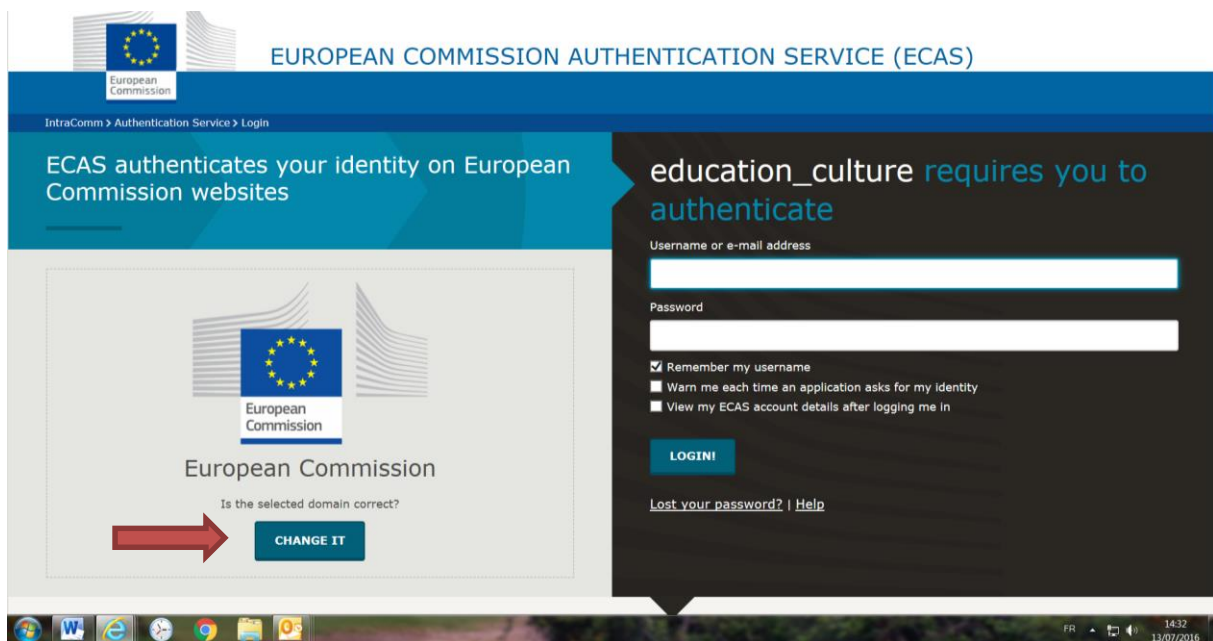 EUROPEAN COMMISSION AUTHENTICATION SERVICE (ECAS)
European
Commission
IntraComm > Authentication Service > Login
ECAS authenticates your identity on European
Commission websites
European
Commission
European Commission
Is the selected domain correct?
CHANGE IT
education_culture requires you to
authenticate
Username or e-mail address
Password
Remember my username
Warn me each time an application asks for my identity
View my ECAS account details after logging me in
LOGIN!
Lost your password? | Help
FR
14:32
13/07/2016